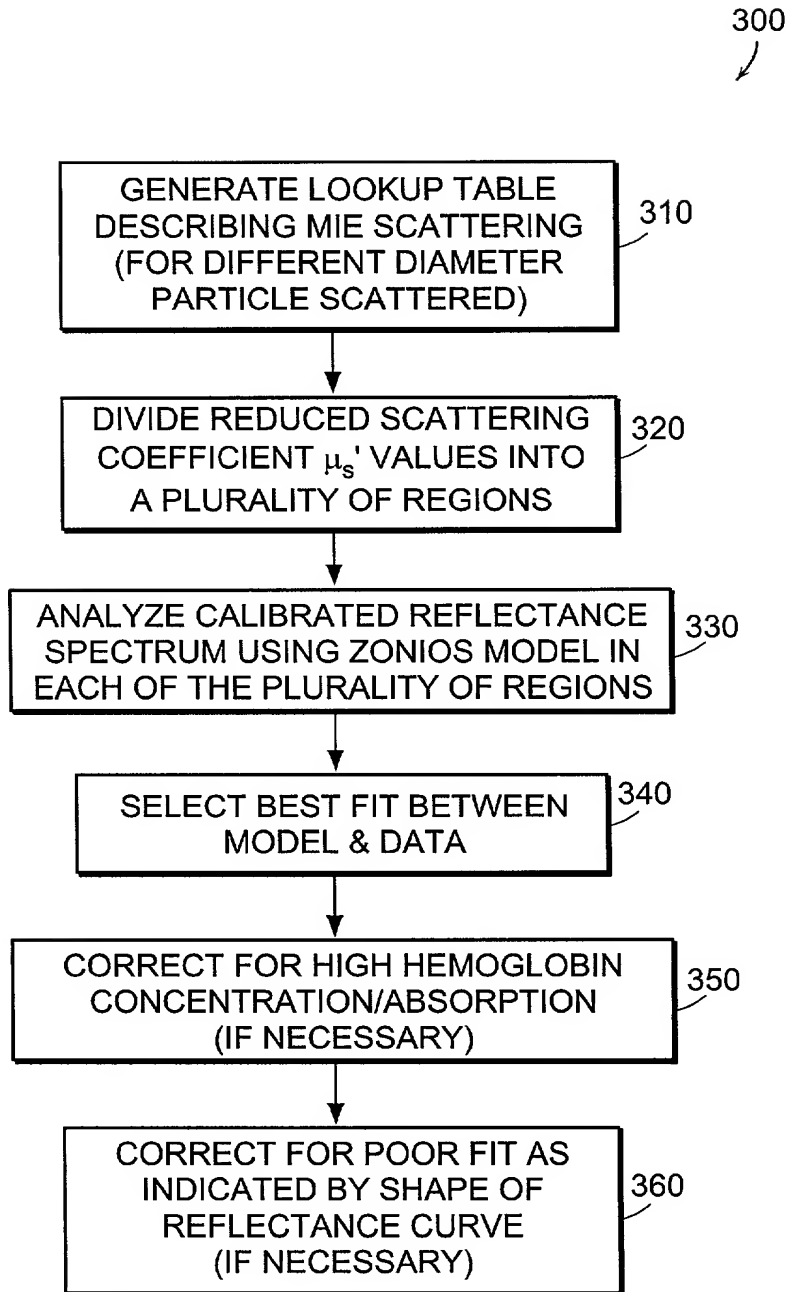 300
GENERATE LOOKUP TABLE
DESCRIBING MIE SCATTERING
(FOR DIFFERENT DIAMETER
PARTICLE SCATTERED)
310
DIVIDE REDUCED SCATTERING
COEFFICIENT μs' VALUES INTO
A PLURALITY OF REGIONS
320
ANALYZE CALIBRATED REFLECTANCE
SPECTRUM USING ZONIOS MODEL IN
EACH OF THE PLURALITY OF REGIONS
330
SELECT BEST FIT BETWEEN
MODEL & DATA
340
CORRECT FOR HIGH HEMOGLOBIN
CONCENTRATION/ABSORPTION
(IF NECESSARY)
350
CORRECT FOR POOR FIT AS
INDICATED BY SHAPE OF
REFLECTANCE CURVE
(IF NECESSARY)
360